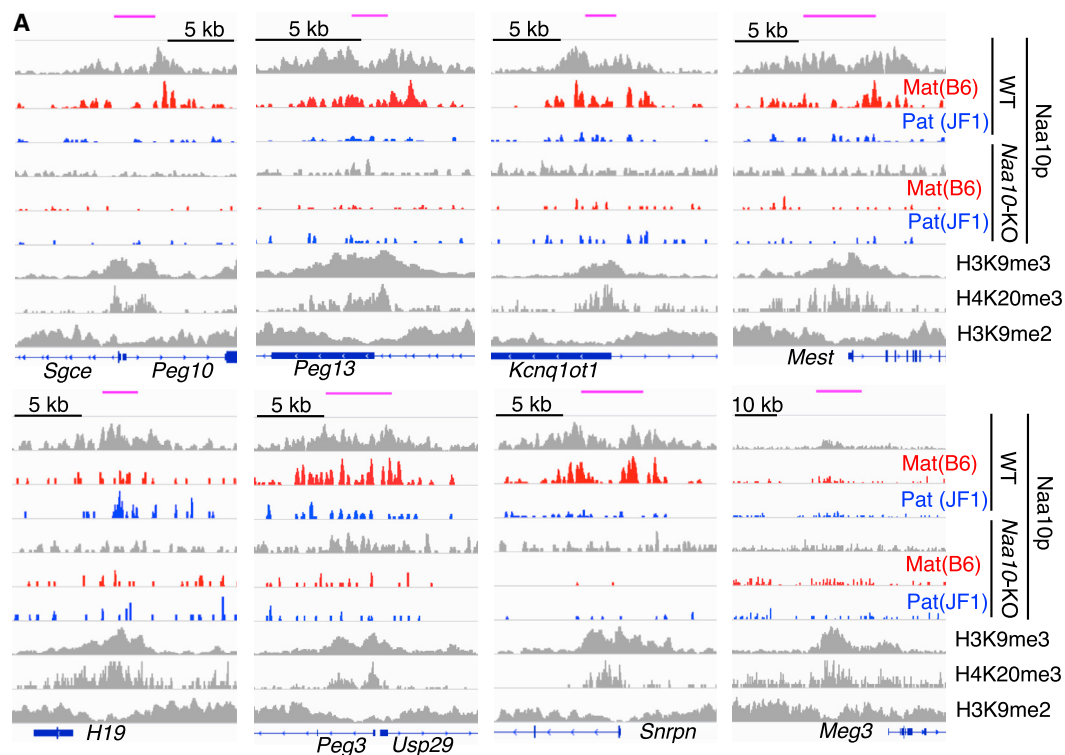 A
5 kb
5 kb
5 kb
5 kb
Mat(B6)
Pat (JF1)
WT
Mat(B6)
Pat(JF1)
Naa10-KO
Naa10p
H3K9me3
H4K20me3
H3K9me2
Sgce
Peg10
Peg13
Kcnq1ot1
Mest
5 kb
5 kb
5 kb
10 kb
Mat(B6)
Pat (JF1)
WT
Mat(B6)
Pat(JF1)
Naa10-KO
Naa10p
H3K9me3
H4K20me3
H3K9me2
H19
Peg3
Usp29
Snrpn
Meg3